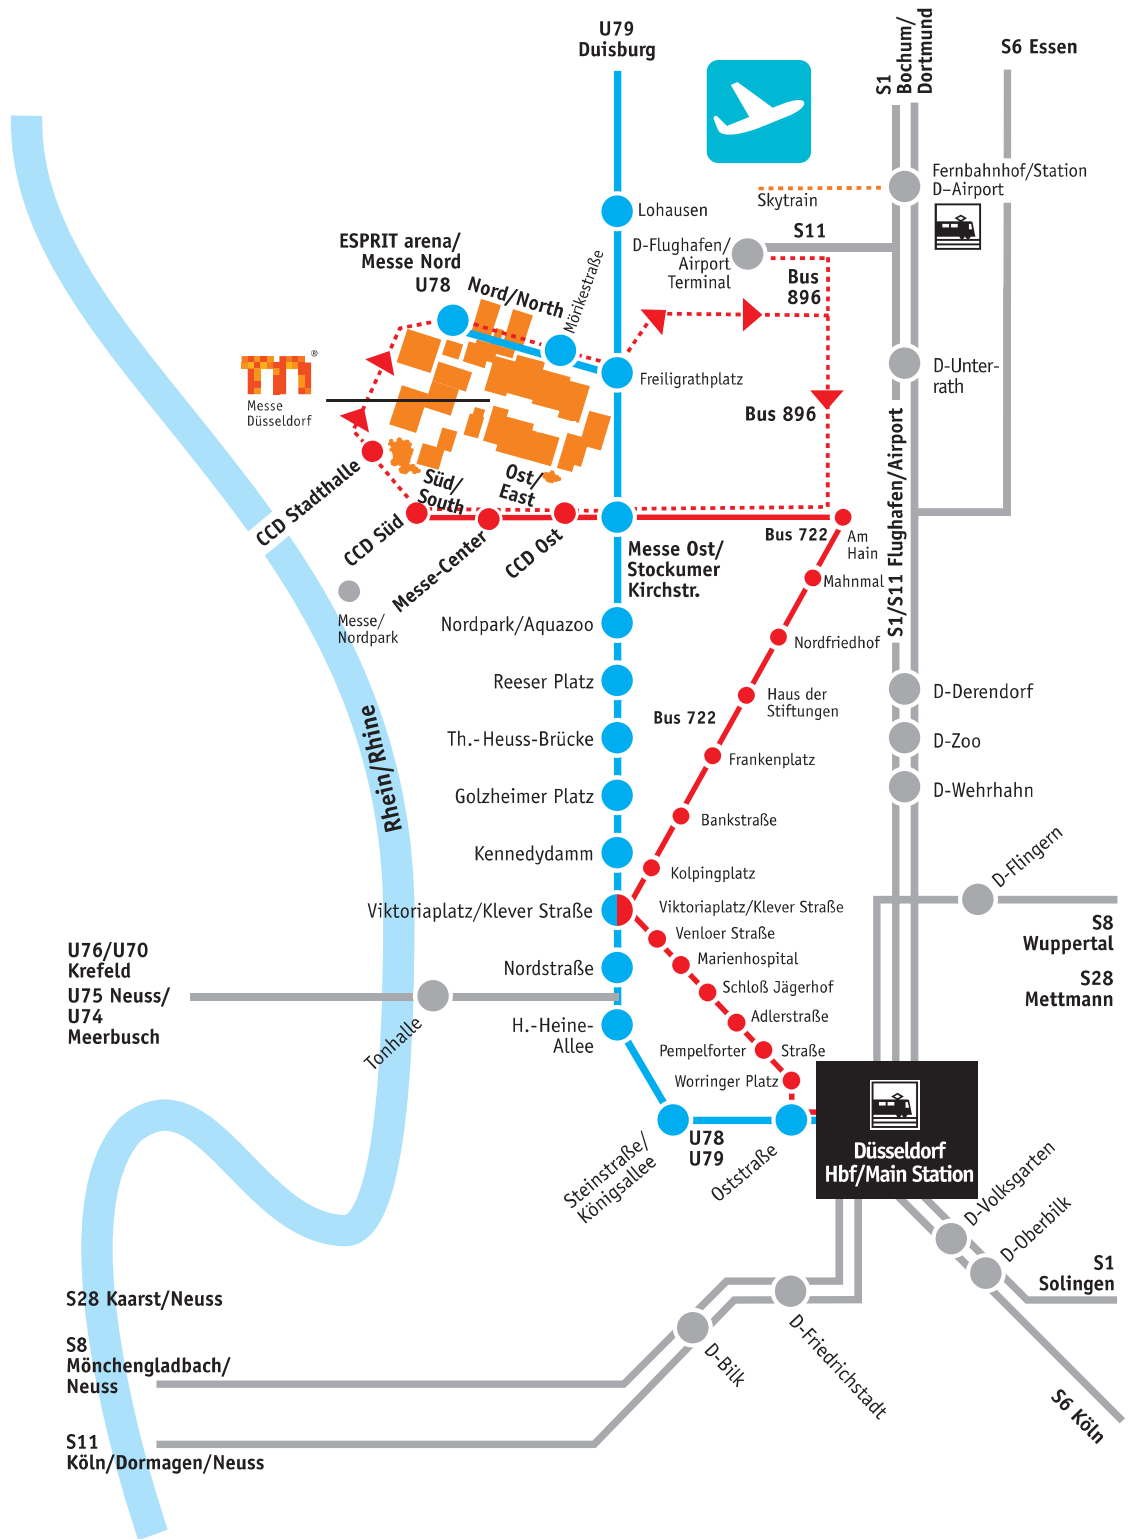 U79
Duisburg
S1
Bochum/
Dortmund
S6 Essen
Fernbahnhof/Station
D–Airport
Skytrain
Lohausen
S11
D-Flughafen/
Airport
Terminal
Bus
896
ESPRIT arena/
Messe Nord
U78
Nord/North
Mörikestraße
®
Messe
Düsseldorf
Freiligrathplatz
D-Unter-
rath
Bus 896
S1/S11 Flughafen/Airport
CCD Stadthalle
Süd/
South
Ost/
East
CCD Süd
Messe-Center
CCD Ost
Messe Ost/
Stockumer
Kirchstr.
Bus 722
Am
Hain
Mahnmal
Messe/
Nordpark
Nordpark/Aquazoo
Nordfriedhof
Reeser Platz
Haus der
Stiftungen
D-Derendorf
Bus 722
Rhein/Rhine
Th.-Heuss-Brücke
Frankenplatz
D-Zoo
Golzheimer Platz
Bankstraße
D-Wehrhahn
Kennedydamm
Kolpingplatz
D-Flingern
Viktoriaplatz/Klever Straße
Viktoriaplatz/Klever Straße
S8
Wuppertal
S28
Mettmann
Venloer Straße
U76/U70
Krefeld
U75 Neuss/
U74
Meerbusch
Nordstraße
Marienhospital
Schloß Jägerhof
Tonhalle
H.-Heine-
Allee
Adlerstraße
Pempelforter Straße
Worringer Platz
U78
U79
Steinstraße/
Königsallee
Oststraße
Düsseldorf
Hbf/Main Station
D-Volksgarten
D-Oberbilk
S1
Solingen
S28 Kaarst/Neuss
S8
Mönchengladbach/
Neuss
D-Friedrichstadt
D-Bilk
S6 Köln
S11
Köln/Dormagen/Neuss